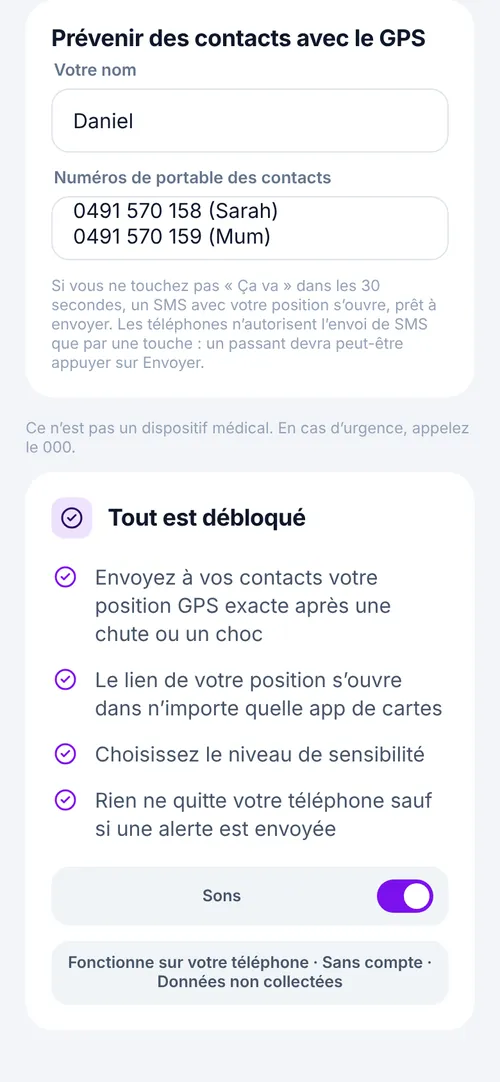 Prévenir des contacts avec le GPS
Votre nom
Daniel
Numéros de portable des contacts
0491 570 158 (Sarah)
0491 570 159 (Mum)
Si vous ne touchez pas « Ça va » dans les 30
secondes, un SMS avec votre position s’ouvre, prêt à
envoyer. Les téléphones n’autorisent l’envoi de SMS
que par une touche : un passant devra peut-être
appuyer sur Envoyer.
Ce n’est pas un dispositif médical. En cas d’urgence, appelez
le 000.
Tout est débloqué
Envoyez à vos contacts votre
position GPS exacte après une
chute ou un choc
Le lien de votre position s’ouvre
dans n’importe quelle app de cartes
Choisissez le niveau de sensibilité
Rien ne quitte votre téléphone sauf
si une alerte est envoyée
Sons
Fonctionne sur votre téléphone · Sans compte ·
Données non collectées